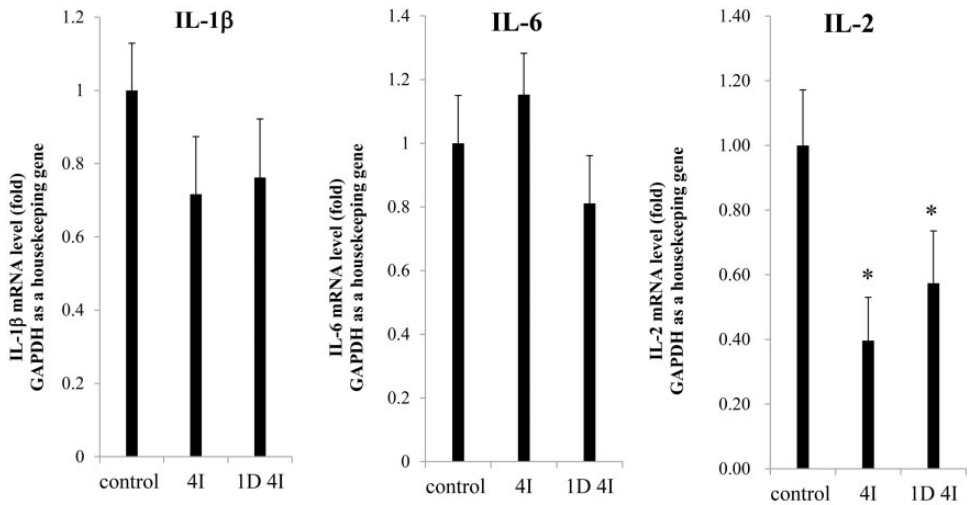 IL-1β
IL-1β mRNA level (fold)
GAPDH as a housekeeping gene
1.2
1
0.8
0.6
0.4
0.2
0
control 4I 1D 4I
IL-6
IL-6 mRNA level (fold)
GAPDH as a housekeeping gene
1.4
1.2
1
0.8
0.6
0.4
0.2
0
control 4I 1D 4I
IL-2
IL-2 mRNA level (fold)
GAPDH as a housekeeping gene
1.40
1.20
1.00
0.80
0.60
0.40
0.20
0.00
*
*
control 4I 1D 4I